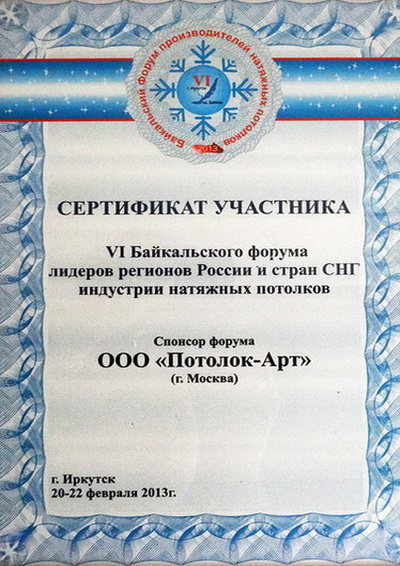 Байкальский Форум производителей натяжных потолков
VI
г. Иркутск
2013
СЕРТИФИКАТ УЧАСТНИКА
VI Байкальского форума
лидеров регионов России и стран СНГ
индустрии натяжных потолков
Спонсор форума
ООО «Потолок-Арт»
(г. Москва)
г. Иркутск
20-22 февраля 2013г.